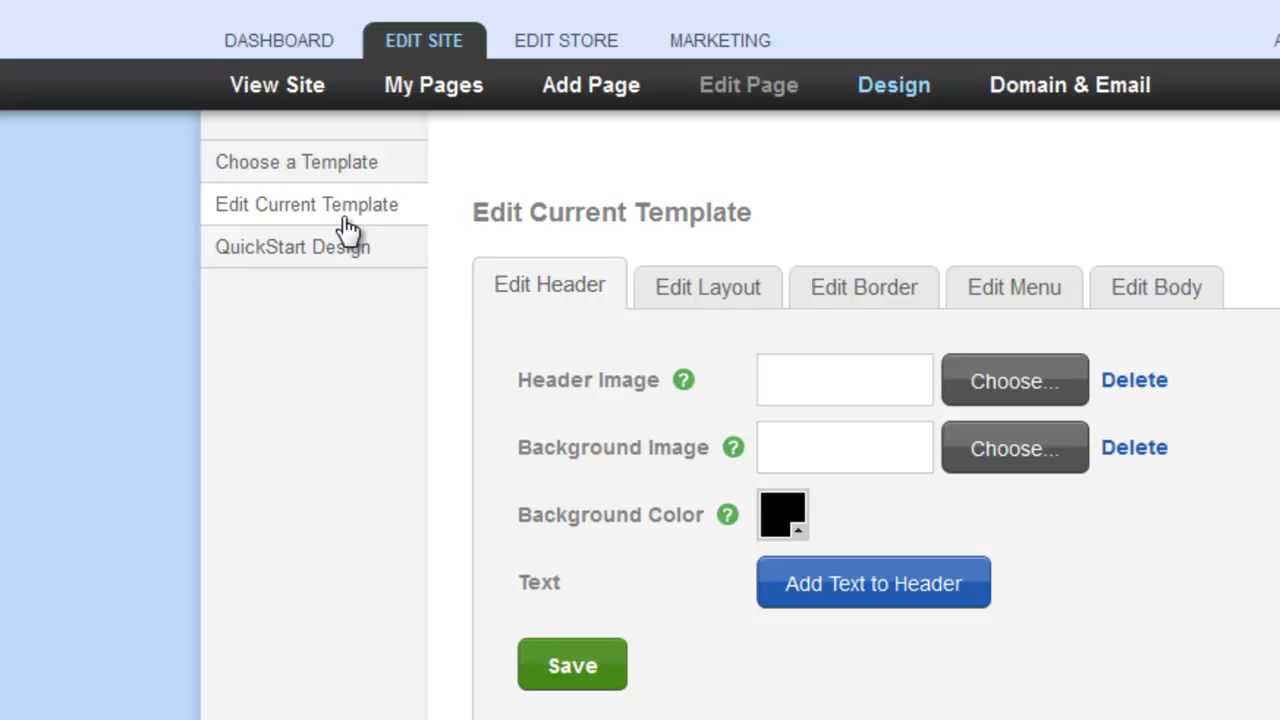 DASHBOARD EDIT SITE EDIT STORE MARKETING
View Site My Pages Add Page Edit Page Design Domain & Email
Choose a Template
Edit Current Template
QuickStart Design
Edit Current Template
Edit Header Edit Layout Edit Border Edit Menu Edit Body
Header Image ? Choose... Delete
Background Image ? Choose... Delete
Background Color ?
Text Add Text to Header
Save